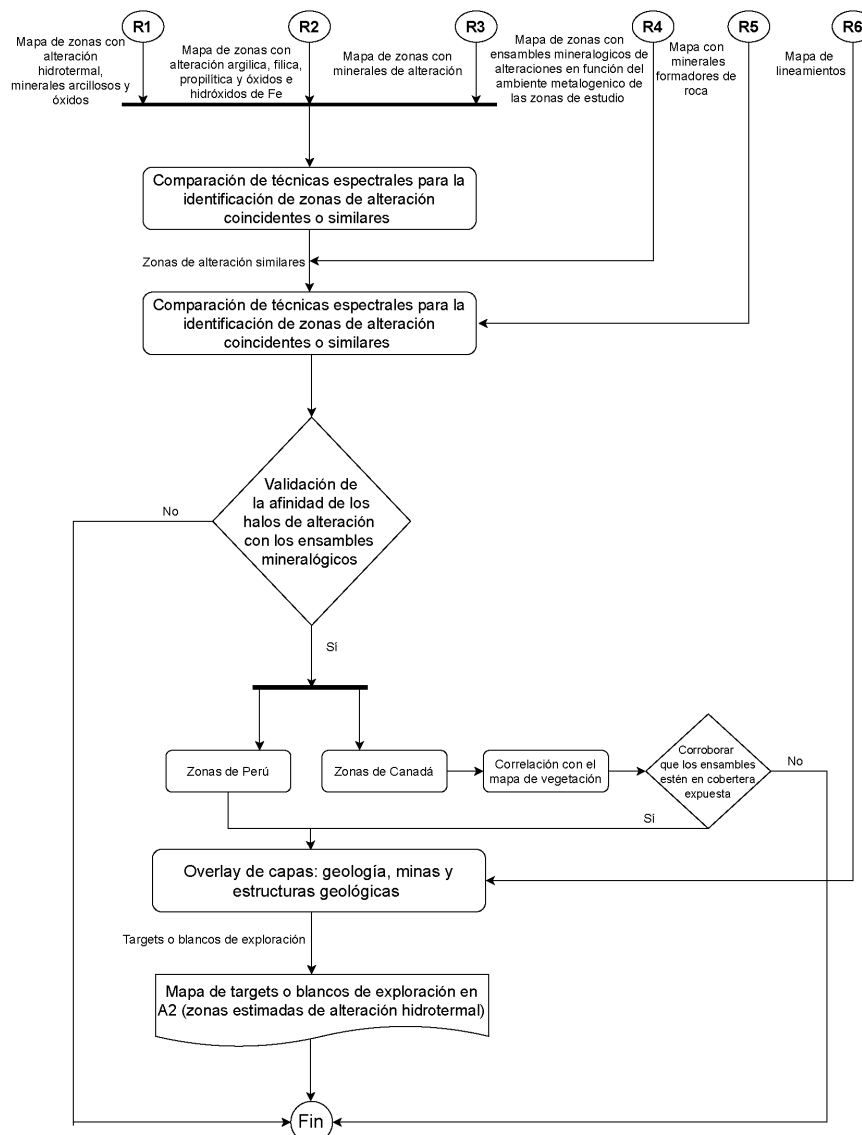 R1
R2
R3
R4
R5
R6
Mapa de zonas con
alteración
hidrotermal,
minerales arcillosos y
óxidos
Mapa de zonas con
alteración argilica, filica,
propilítica y óxidos e
hidróxidos de Fe
Mapa de zonas con
minerales de alteración
Mapa de zonas con
ensambles mineralogicos de
alteraciones en función del
ambiente metalogenico de
las zonas de estudio
Mapa con
minerales
formadores de
roca
Mapa de
lineamientos
Comparación de técnicas espectrales para la
identificación de zonas de alteración
coincidentes o similares
Zonas de alteración similares
Comparación de técnicas espectrales para la
identificación de zonas de alteración
coincidentes o similares
Validación de
la afinidad de los
halos de alteración
con los ensambles
mineralógicos
No
Sí
Zonas de Perú
Zonas de Canadá
Correlación con el
mapa de vegetación
Corroborar
que los ensambles
estén en cobertera
expuesta
No
Sí
Overlay de capas: geología, minas y
estructuras geológicas
Targets o blancos de exploración
Mapa de targets o blancos de exploración en
A2 (zonas estimadas de alteración hidrotermal)
Fin